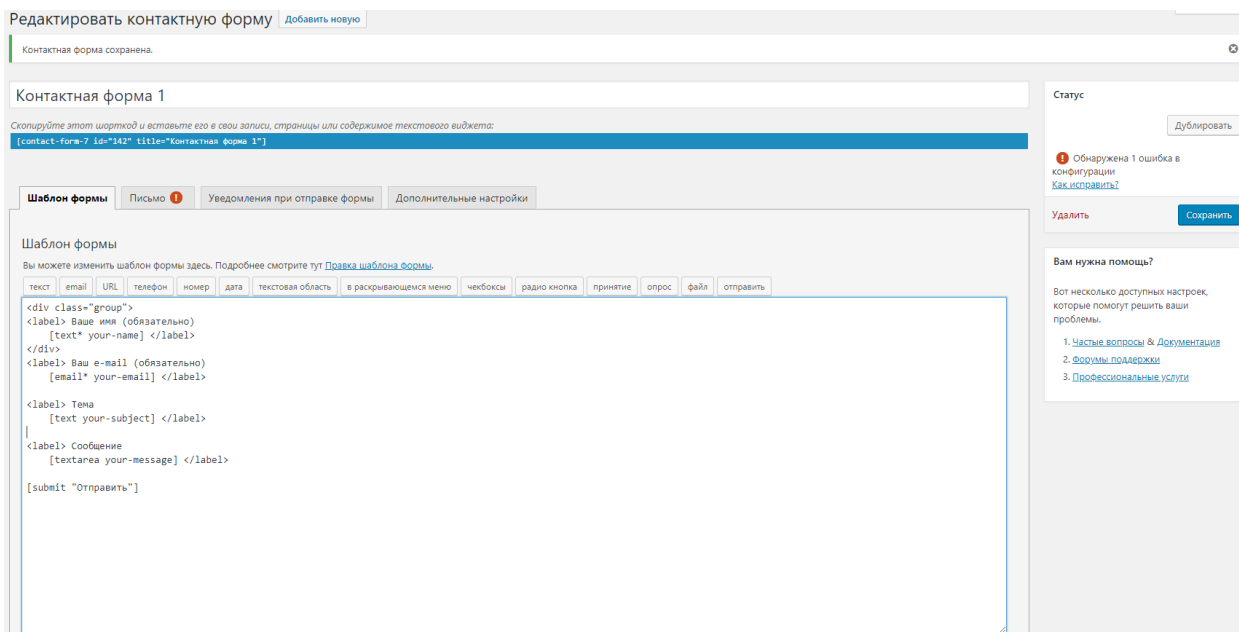 Редактировать контактную форму Добавить новую
Контактная форма сохранена.
Контактная форма 1
Скопируйте этот шорткод и вставьте его в свои записи, страницы или содержимое текстового виджета:
[contact-form-7 id="142" title="Контактная форма 1"]
Шаблон формы Письмо Уведомления при отправке формы Дополнительные настройки
Шаблон формы
Вы можете изменить шаблон формы здесь. Подробнее смотрите тут Правка шаблона формы.
текст email URL телефон номер дата текстовая область в раскрывающемся меню чекбоксы радио кнопка принятие опрос файл отправить
<div class="group">
<label> Ваше имя (обязательно)
[text* your-name] </label>
</div>
<label> Ваш e-mail (обязательно)
[email* your-email] </label>
<label> Тема
[text your-subject] </label>
<label> Сообщение
[textarea your-message] </label>
[submit "Отправить"]
Статус
Дублировать
Обнаружена 1 ошибка в
конфигурации
Как исправить?
Удалить Сохранить
Вам нужна помощь?
Вот несколько доступных настроек,
которые помогут решить ваши
проблемы.
1. Частые вопросы & Документация
2. Форумы поддержки
3. Профессиональные услуги